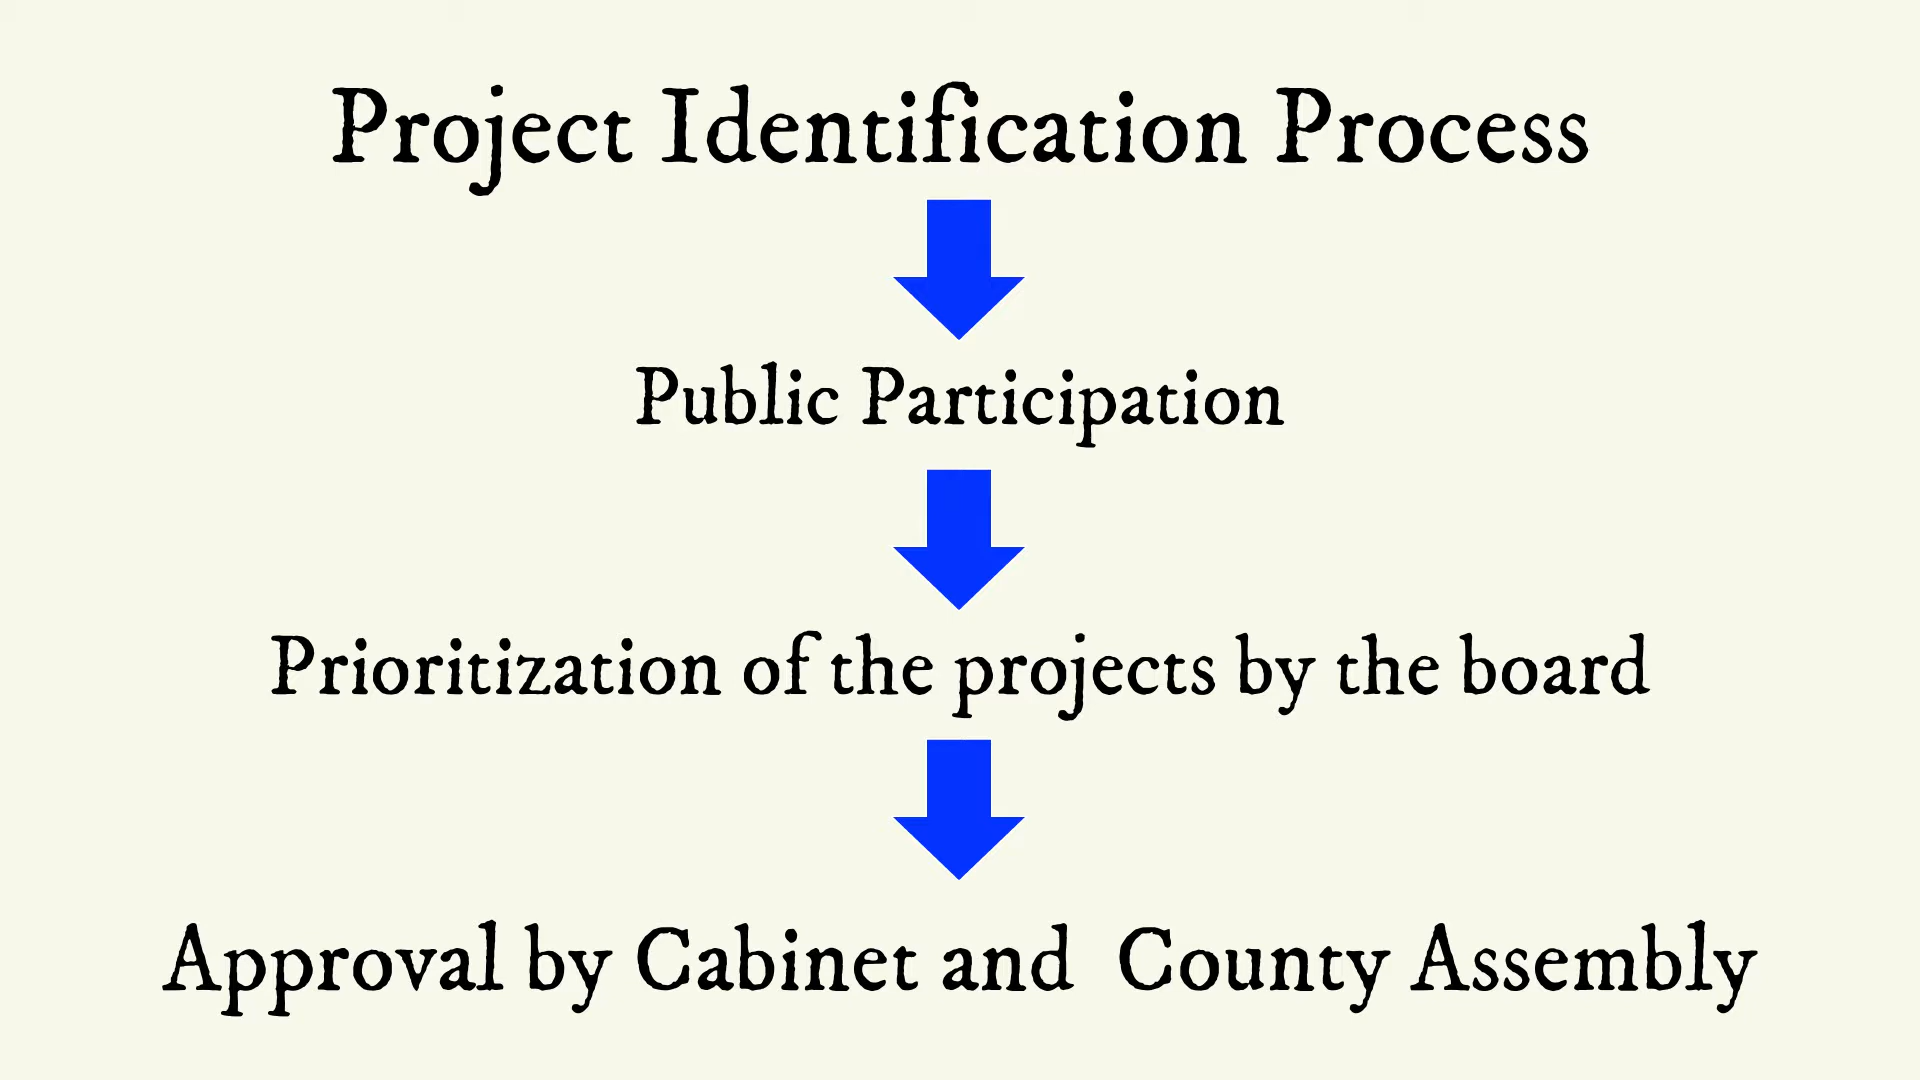 Project Identification Process
Public Participation
Prioritization of the projects by the board
Approval by Cabinet and  County Assembly